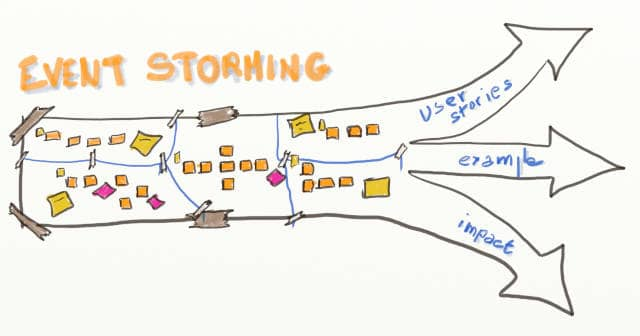 EVENT STORMING
User
stories
example
impact